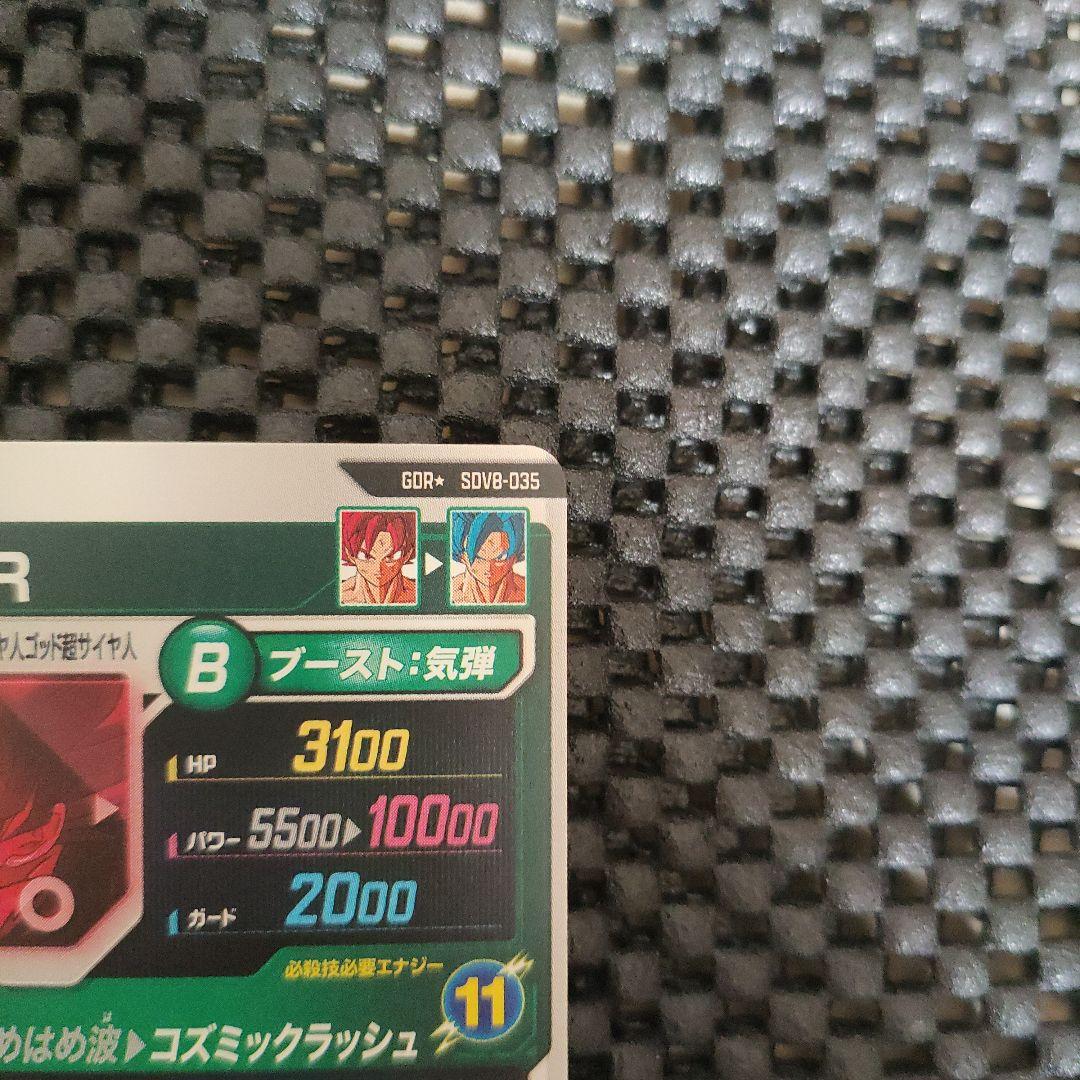 GDR★ SDV8-035
R
ヤ人ゴッド超サイヤ人
B ブースト:気弾
HP 3100
パワー 5500▶10000
ガード 2000
必殺技必要エナジー
11
めはめ波▶コズミックラッシュ
は